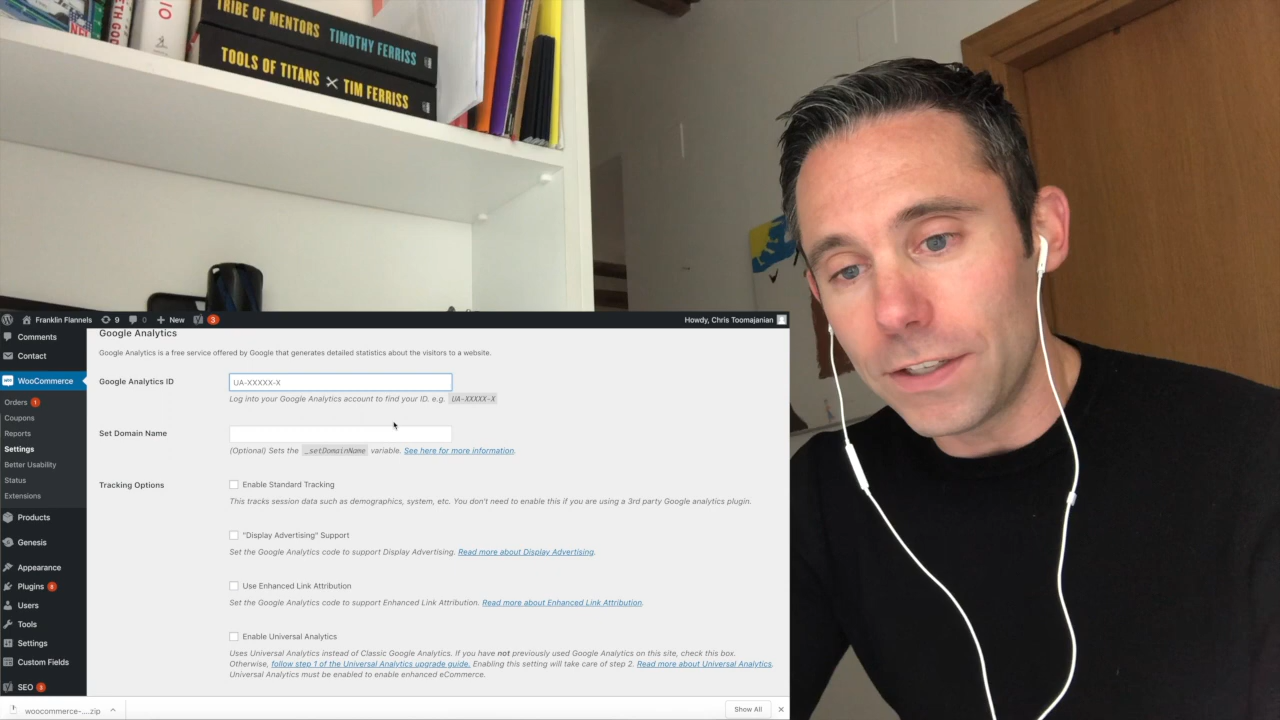 TRIBE OF MENTORS TIMOTHY FERRISS
TOOLS OF TITANS X TIM FERRISS
Franklin Flannels 9 0 New 3 Howdy, Chris Toomajanian
Comments
Contact
WooCommerce
Orders 1
Coupons
Reports
Settings
Better Usability
Status
Extensions
Products
Genesis
Appearance
Plugins 6
Users
Tools
Settings
Custom Fields
SEO 3
Google Analytics
Google Analytics is a free service offered by Google that generates detailed statistics about the visitors to a website.
Google Analytics ID
UA-XXXXX-X
Log into your Google Analytics account to find your ID. e.g. UA-XXXXX-X
Set Domain Name
(Optional) Sets the _setDomainName variable. See here for more information.
Tracking Options
Enable Standard Tracking
This tracks session data such as demographics, system, etc. You don't need to enable this if you are using a 3rd party Google analytics plugin.
"Display Advertising" Support
Set the Google Analytics code to support Display Advertising. Read more about Display Advertising.
Use Enhanced Link Attribution
Set the Google Analytics code to support Enhanced Link Attribution. Read more about Enhanced Link Attribution.
Enable Universal Analytics
Uses Universal Analytics instead of Classic Google Analytics. If you have not previously used Google Analytics on this site, check this box.
Otherwise, follow step 1 of the Universal Analytics upgrade guide. Enabling this setting will take care of step 2. Read more about Universal Analytics.
Universal Analytics must be enabled to enable enhanced eCommerce.
woocommerce-....zip
Show All